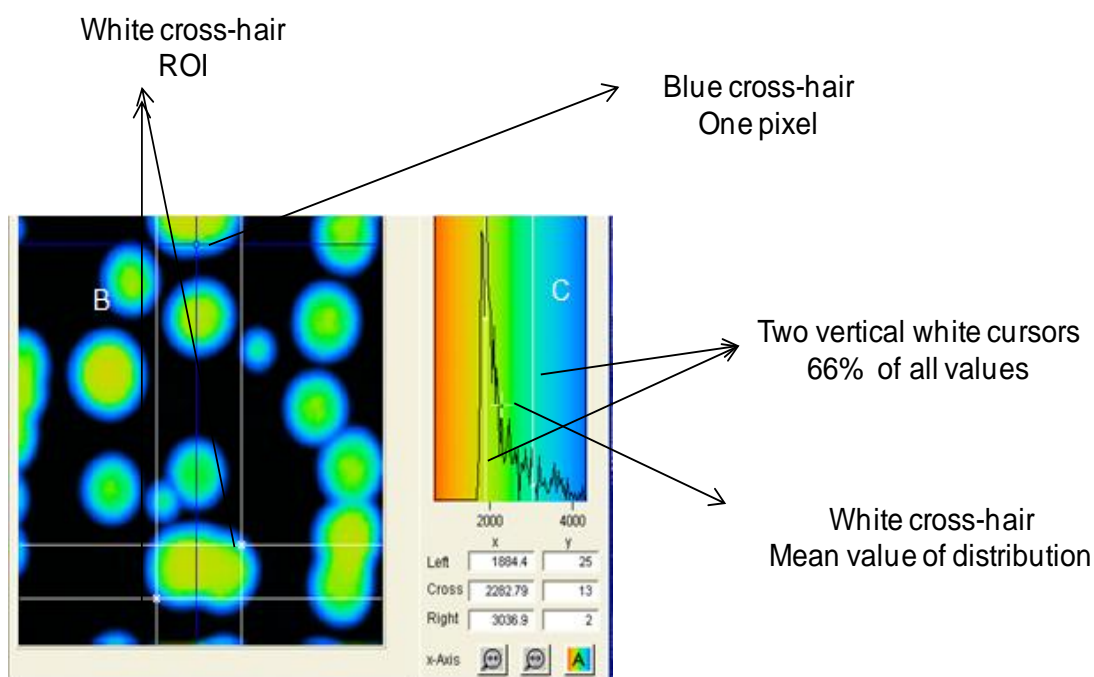 White cross-hair
ROI
Blue cross-hair
One pixel
B
C
Two vertical white cursors
66% of all values
White cross-hair
Mean value of distribution
2000 4000
x y
Left 1884.4 25
Cross 2282.79 13
Right 3036.9 2
x-Axis A